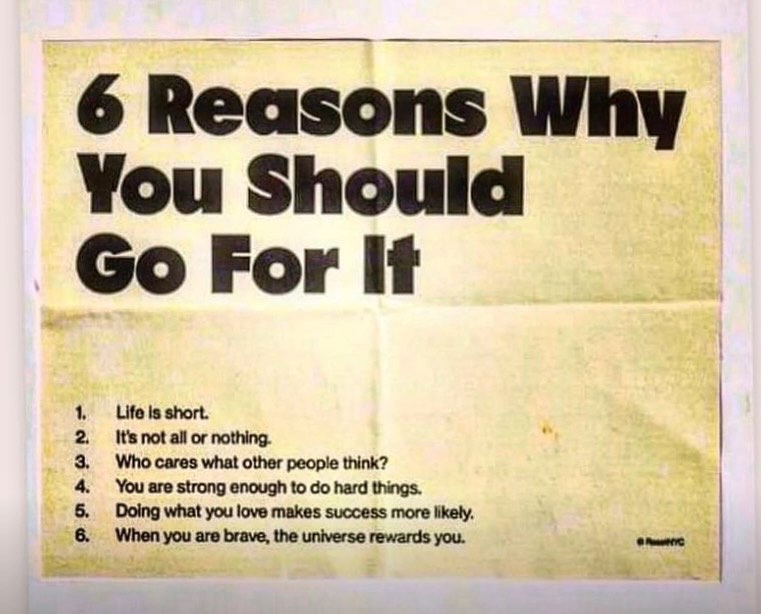 6 Reasons Why
You Should
Go For It
1. Life is short.
2. It's not all or nothing.
3. Who cares what other people think?
4. You are strong enough to do hard things.
5. Doing what you love makes success more likely.
6. When you are brave, the universe rewards you.